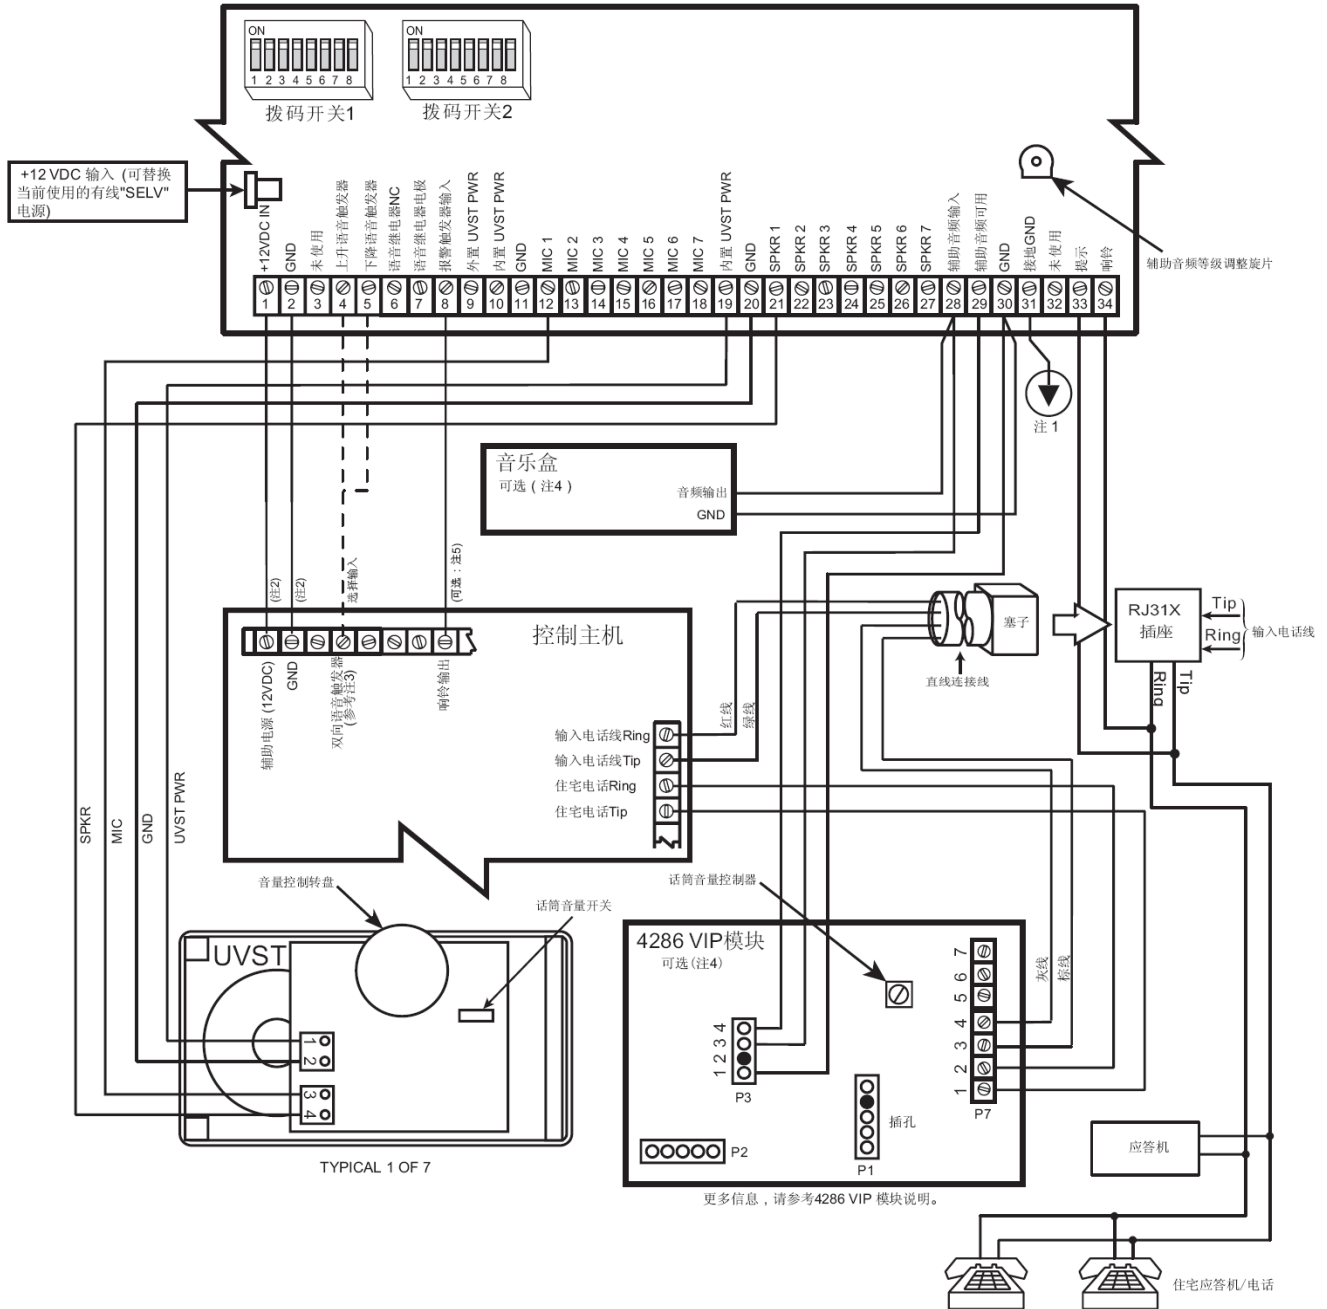 ON
1 2 3 4 5 6 7 8
拨码开关1
ON
1 2 3 4 5 6 7 8
拨码开关2
+12 VDC 输入 (可替换
当前使用的有线"SELV"
电源)
辅助音频等级调整旋片
+12VDC IN
GND
未使用
上升语音触发器
下降语音触发器
语音继电器NC
语音继电器电极
报警触发器输入
外置 UVST PWR
内置 UVST PWR
GND
MIC 1
MIC 2
MIC 3
MIC 4
MIC 5
MIC 6
MIC 7
内置 UVST PWR
GND
SPKR 1
SPKR 2
SPKR 3
SPKR 4
SPKR 5
SPKR 6
SPKR 7
辅助音频输入
辅助音频可用
GND
接地GND
未使用
提示
响铃
1 2 3 4 5 6 7 8 9 10 11 12 13 14 15 16 17 18 19 20 21 22 23 24 25 26 27 28 29 30 31 32 33 34
注 1
音乐盒
可选 ( 注4 )
音频输出
GND
(注2)
(注2)
选择输入
(可选 : 注5)
控制主机
辅助电源 (12VDC)
GND
双向语音触发器
(参考注3)
响铃输出
输入电话线Ring
输入电话线Tip
住宅电话Ring
住宅电话Tip
红线
绿线
塞子
直线连接线
RJ31X
插座
Tip
Ring
输入电话线
Ring
Tip
SPKR
MIC
GND
UVST PWR
音量控制转盘
话筒音量开关
UVST
1
2
3
4
TYPICAL 1 OF 7
话筒音量控制器
4286 VIP模块
可选(注4)
灰线
棕线
1 2 3 4
P3
7
6
5
4
3
2
1
P7
插孔
P1
P2
更多信息 , 请参考4286 VIP 模块说明。
应答机
住宅应答机/电话